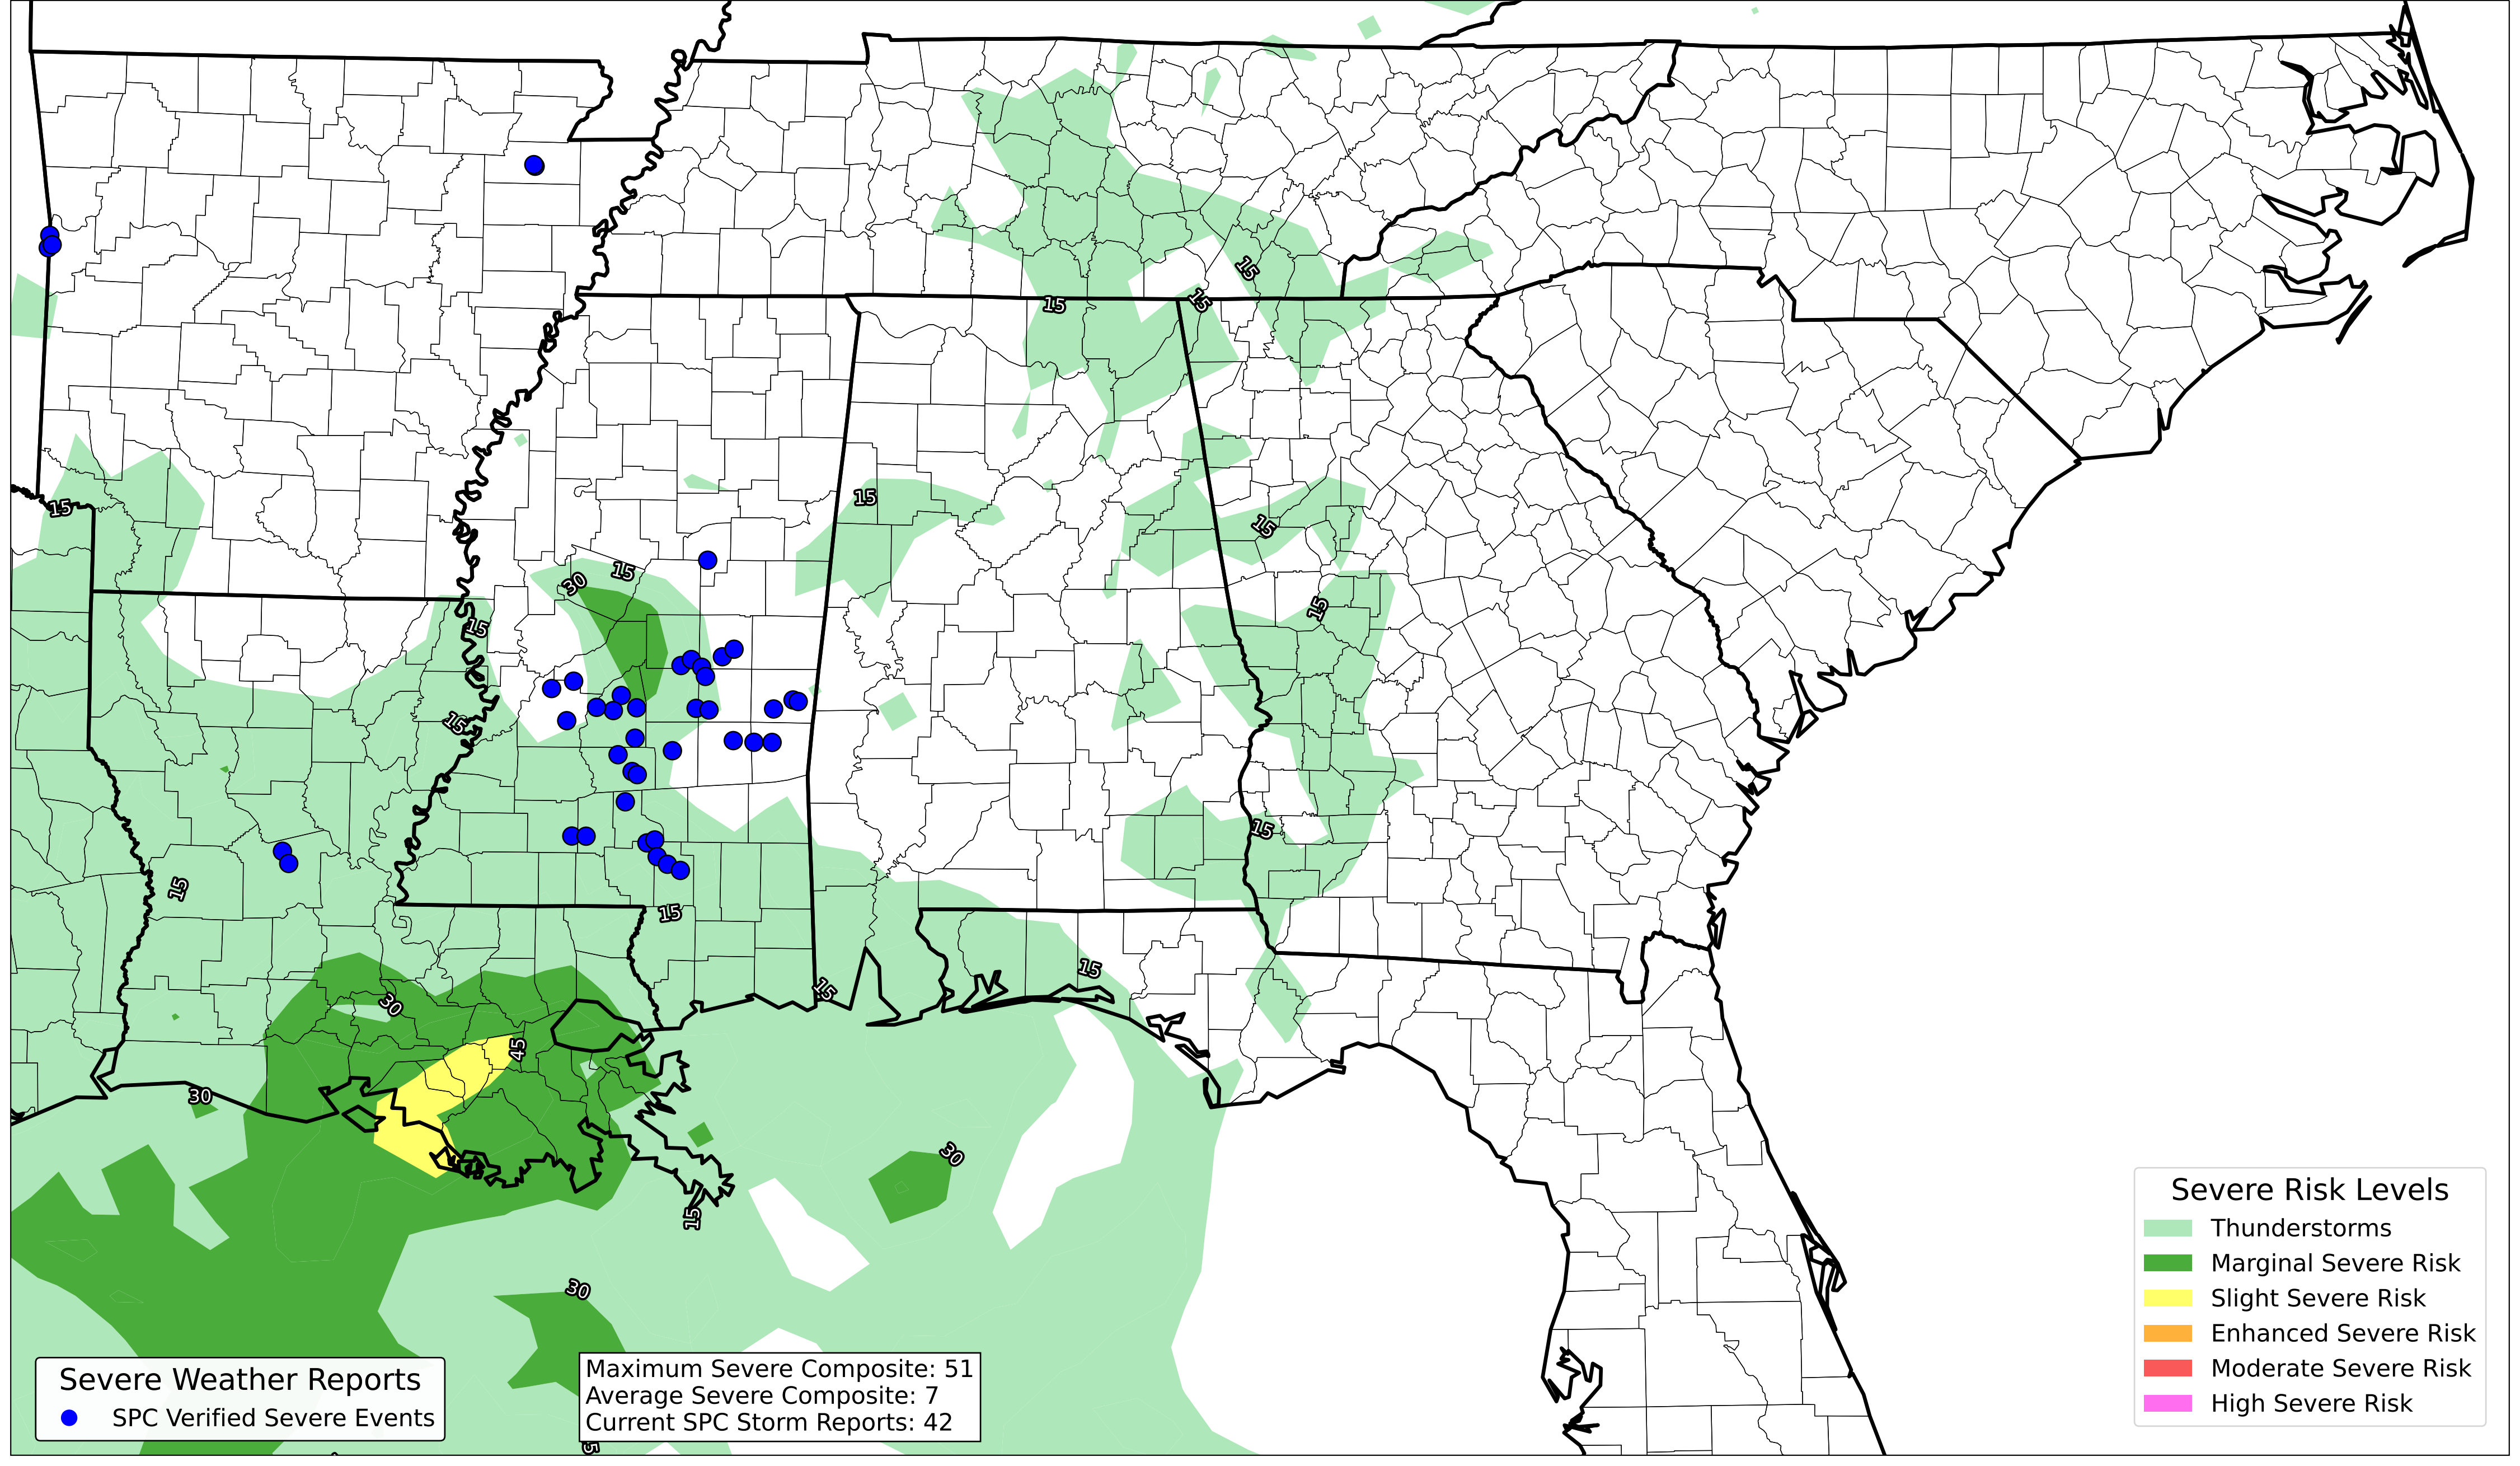 15
15
15
15
15
15
30
15
15
15
15
15
15
15
15
15
30
45
30
30
15
30
Severe Weather Reports
SPC Verified Severe Events
Maximum Severe Composite: 51
Average Severe Composite: 7
Current SPC Storm Reports: 42
Severe Risk Levels
Thunderstorms
Marginal Severe Risk
Slight Severe Risk
Enhanced Severe Risk
Moderate Severe Risk
High Severe Risk